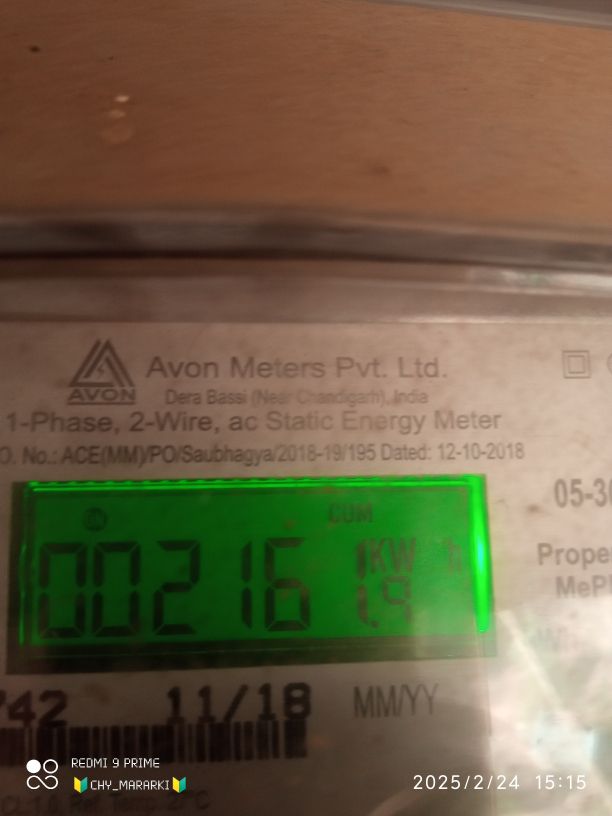 Avon Meters Pvt. Ltd.
AVON
Dera Bassi (Near Chandigarh), India
1-Phase, 2-Wire, ac Static Energy Meter
O. No.: ACE(MM)/PO/Saubhagya/2018-19/195 Dated: 12-10-2018
05-30
CUM
00216
KW h
1.9
Prope
MePI
742 11/18 MM/YY
REDMI 9 PRIME
CHY_MARARKI
2025/2/24 15:15